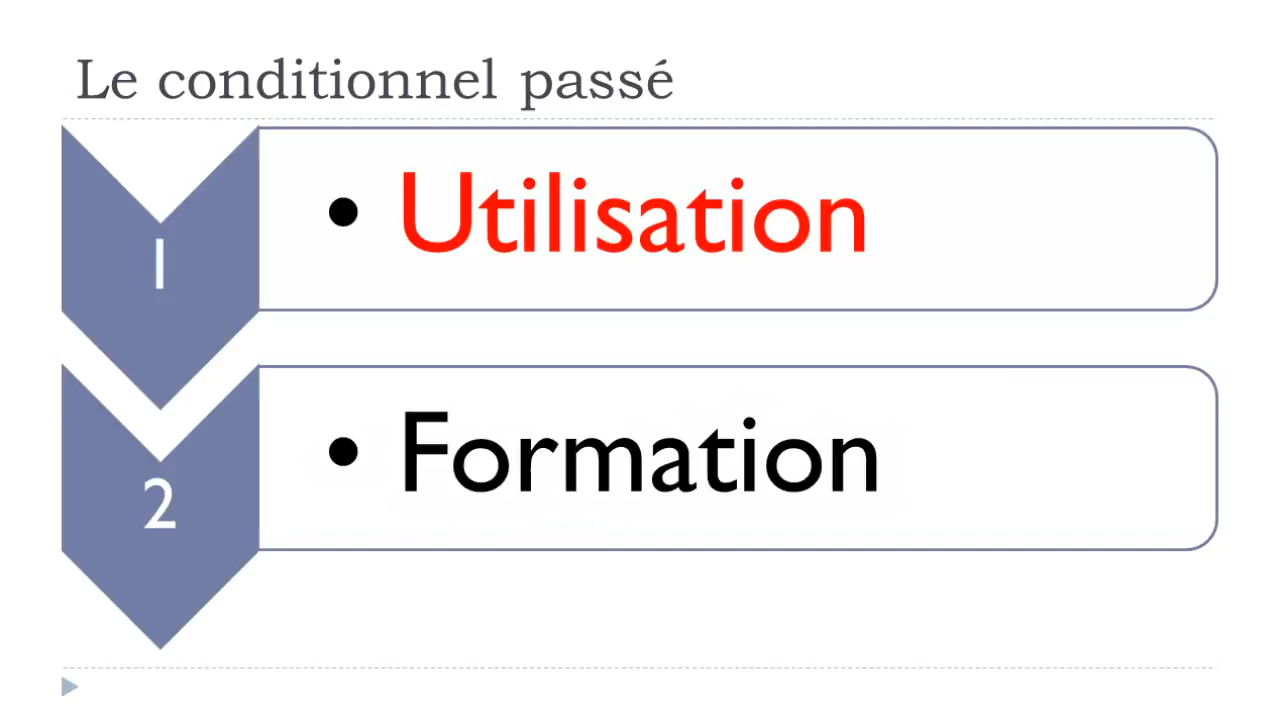 Le conditionnel passé
1
• Utilisation
2
• Formation